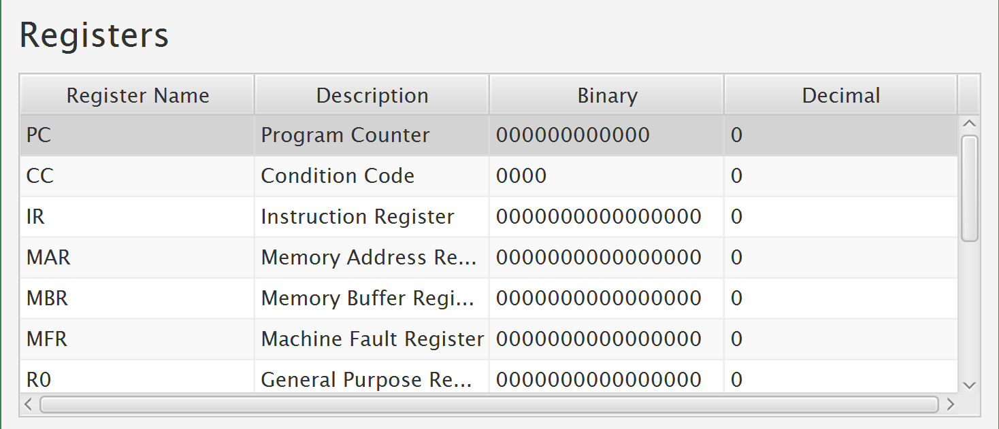 Registers
Register Name Description Binary Decimal
PC Program Counter 000000000000 0
CC Condition Code 0000 0
IR Instruction Register 0000000000000000 0
MAR Memory Address Re... 0000000000000000 0
MBR Memory Buffer Regi... 0000000000000000 0
MFR Machine Fault Register 0000000000000000 0
R0 General Purpose Re... 0000000000000000 0